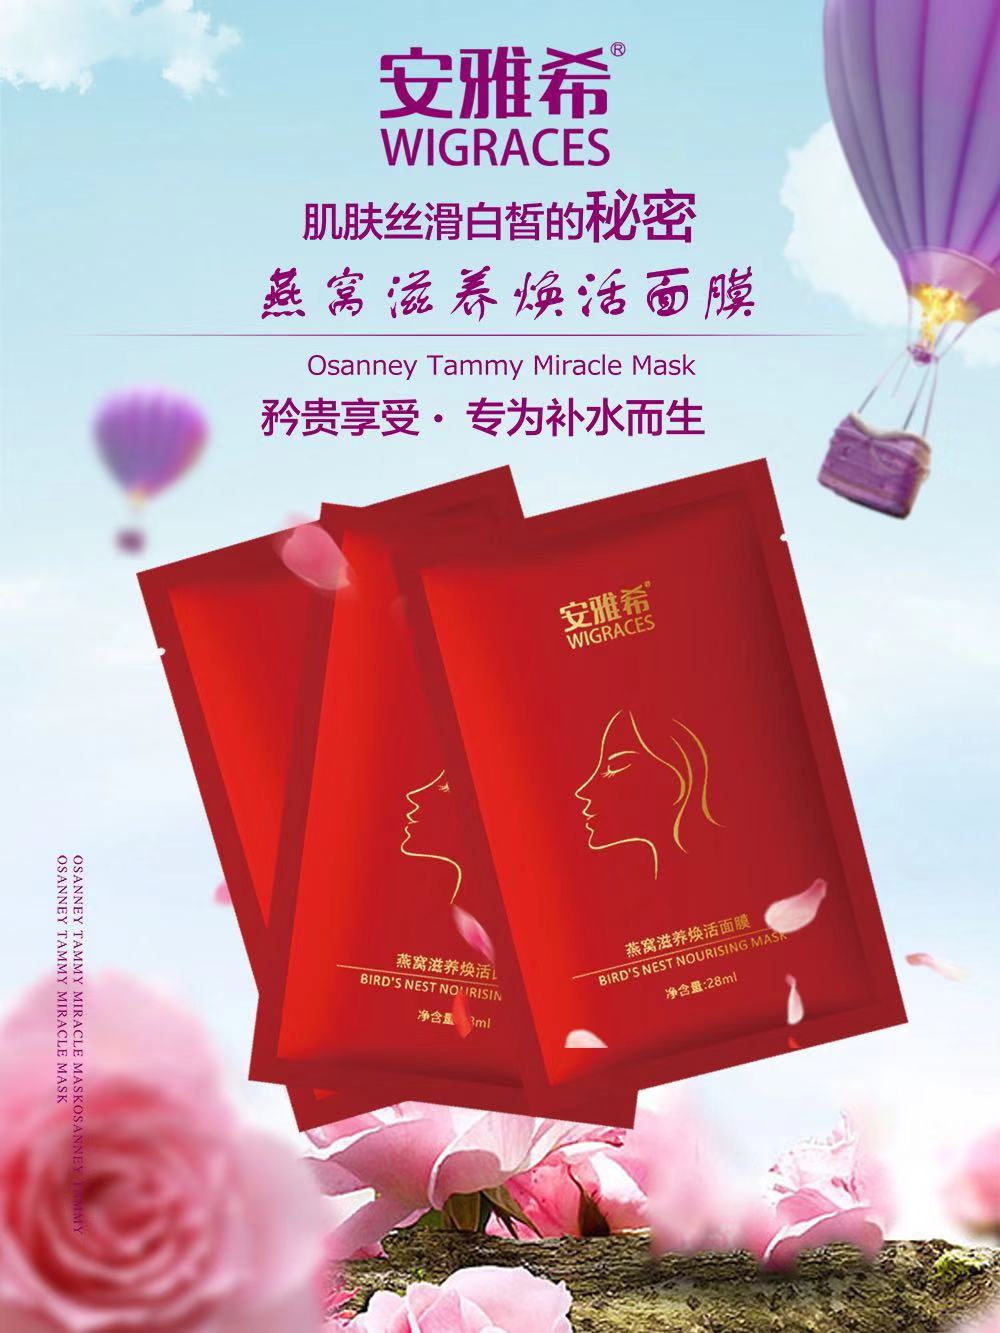 安雅希®
WIGRACES
肌肤丝滑白皙的秘密
燕窝滋养焕活面膜
Osanney Tammy Miracle Mask
矜贵享受· 专为补水而生
安雅希®
WIGRACES
燕窝滋养焕活面膜
BIRD'S NEST NOURISING MASK
净含量:28ml
燕窝滋养焕活
BIRD'S NEST NOURISIN
净含量 8ml
OSANNEY TAMMY MIRACLE MASKOSANNEY TAMMY
OSANNEY TAMMY MIRACLE MASK